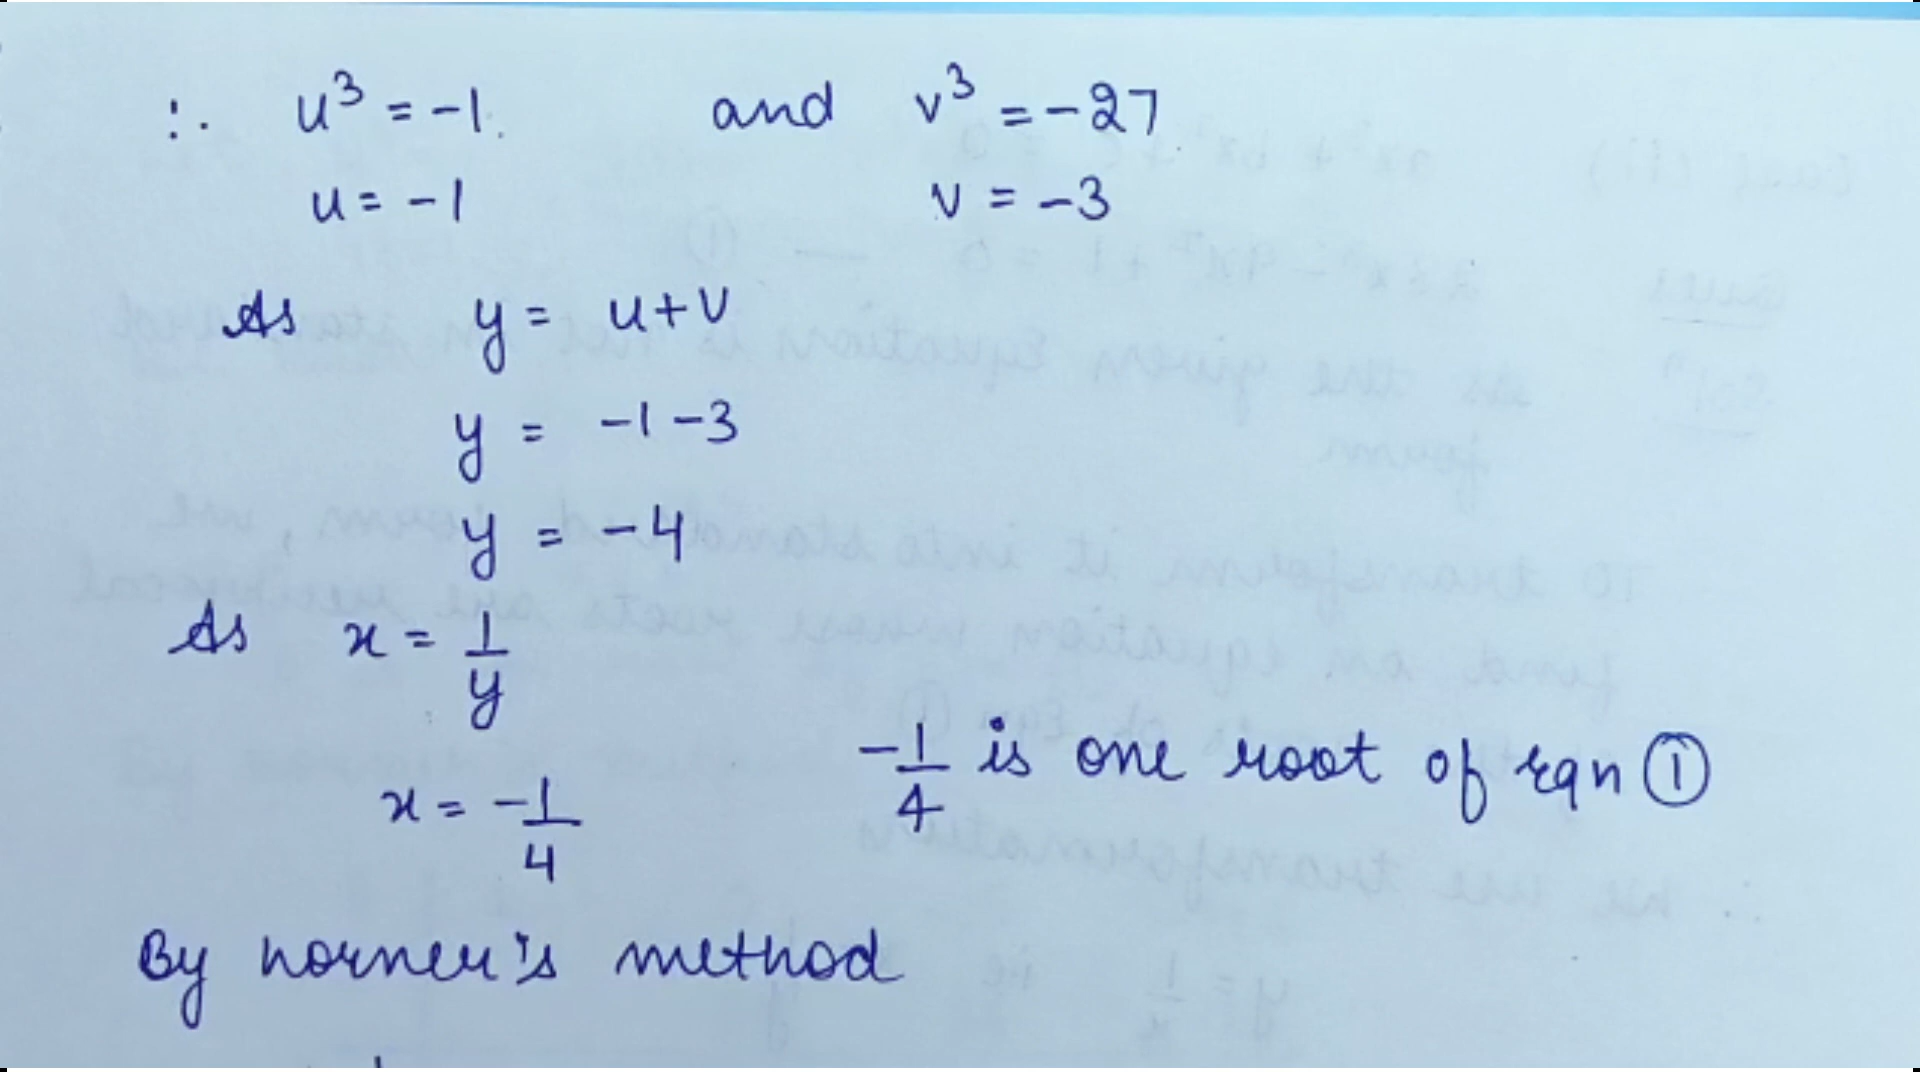 ∴ u³ = -1 and v³ = -27
u = -1 v = -3
As y = u+v
y = -1 -3
y = -4
As x = 1/y
x = -1/4 -1/4 is one root of eqn ①
By horner's method